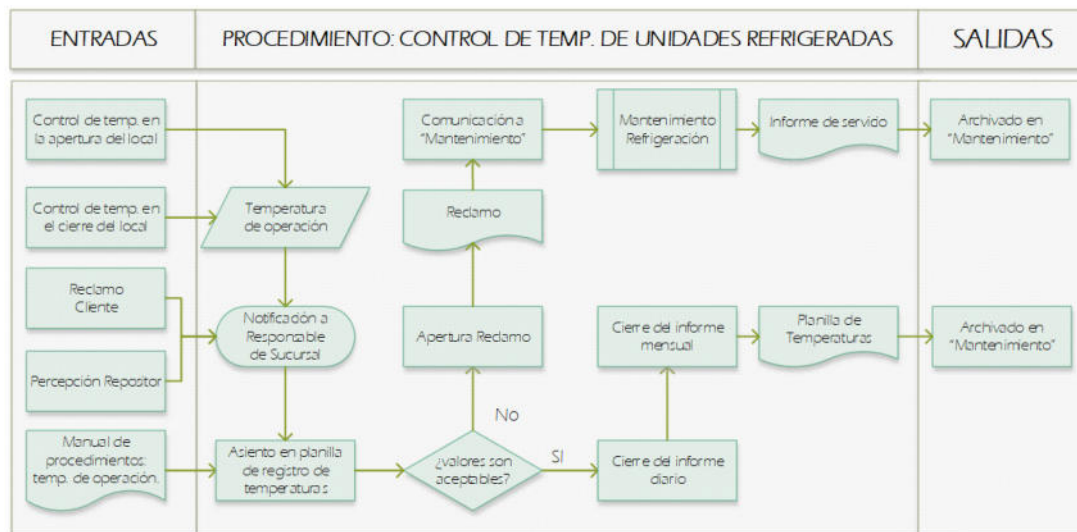 ENTRADAS
PROCEDIMIENTO: CONTROL DE TEMP. DE UNIDADES REFRIGERADAS
SALIDAS
Control de temp. en
la apertura del local
Control de temp. en
el cierre del local
Reclamo
Cliente
Percepción Repositor
Manual de
procedimientos:
temp. de operación.
Temperatura
de operación
Notificación a
Responsable
de Sucursal
Asiento en planilla
de registro de
temperaturas
¿valores son
aceptables?
No
SI
Apertura Reclamo
Reclamo
Comunicación a
"Mantenimiento"
Mantenimiento
Refrigeración
Informe de servicio
Archivado en
"Mantenimiento"
Cierre del informe
diario
Cierre del informe
mensual
Planilla de
Temperaturas
Archivado en
"Mantenimiento"